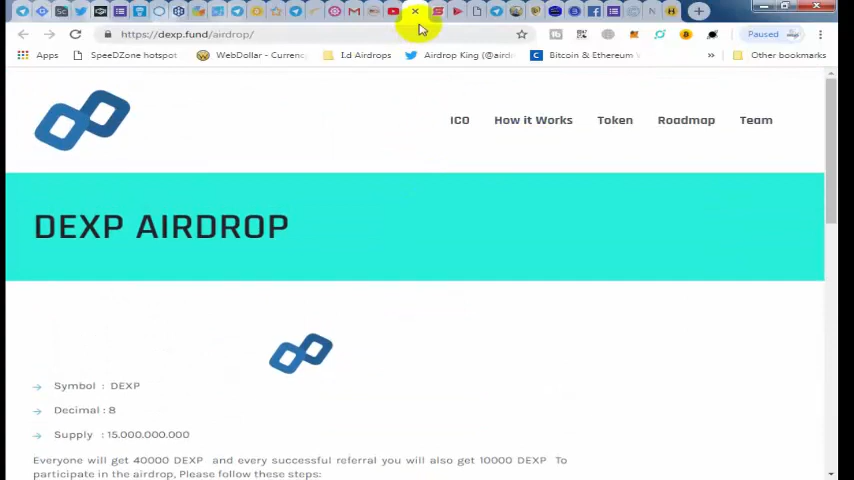 https://dexp.fund/airdrop/
Paused
Apps
SpeeDZone hotspot
WebDollar - Currenc
Ld Airdrops
Airdrop King (@airdr
Bitcoin & Ethereum
»
Other bookmarks
ICO
How it Works
Token
Roadmap
Team
DEXP AIRDROP
Symbol : DEXP
Decimal : 8
Supply : 15.000.000.000
Everyone will get 40000 DEXP and every successful referral you will also get 10000 DEXP To
participate in the airdrop, Please follow these steps: